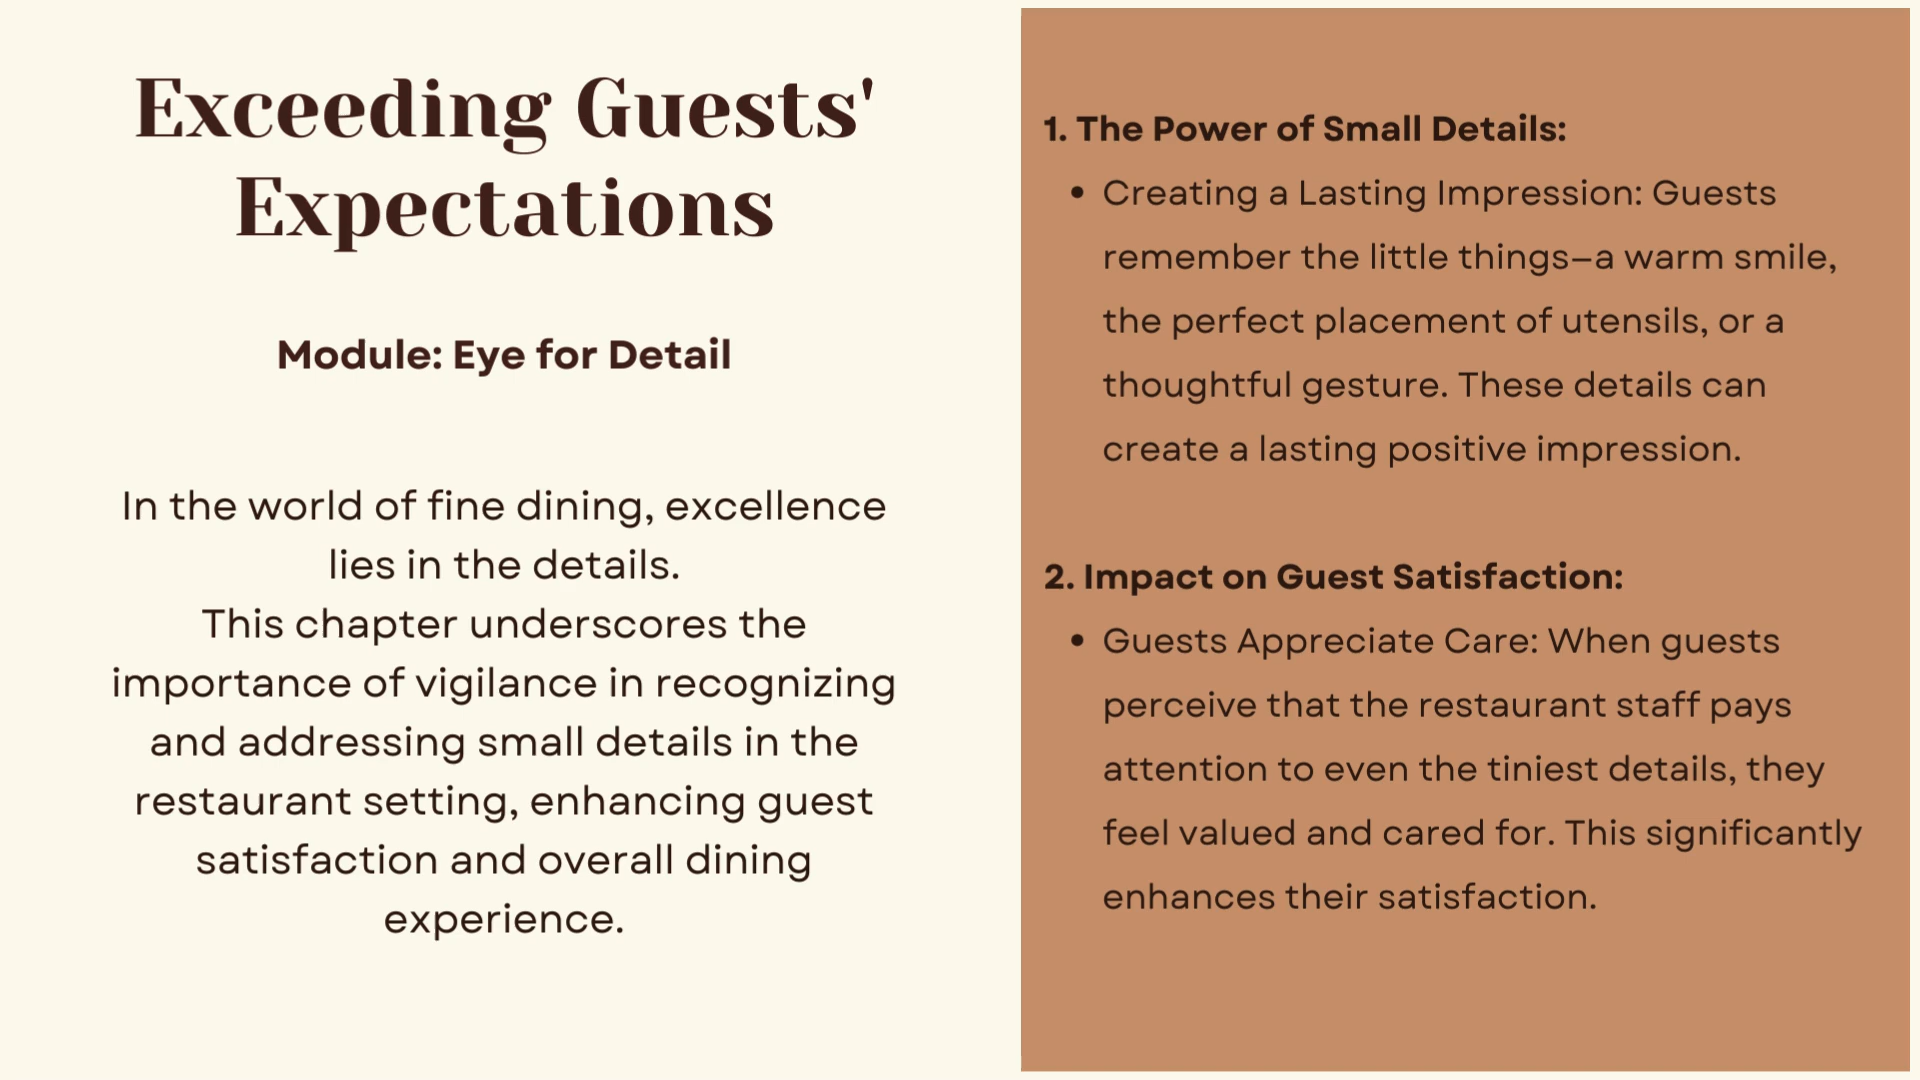 Exceeding Guests'
Expectations
Module: Eye for Detail
In the world of fine dining, excellence
lies in the details.
This chapter underscores the
importance of vigilance in recognizing
and addressing small details in the
restaurant setting, enhancing guest
satisfaction and overall dining
experience.
1. The Power of Small Details:
• Creating a Lasting Impression: Guests
remember the little things—a warm smile,
the perfect placement of utensils, or a
thoughtful gesture. These details can
create a lasting positive impression.
2. Impact on Guest Satisfaction:
• Guests Appreciate Care: When guests
perceive that the restaurant staff pays
attention to even the tiniest details, they
feel valued and cared for. This significantly
enhances their satisfaction.